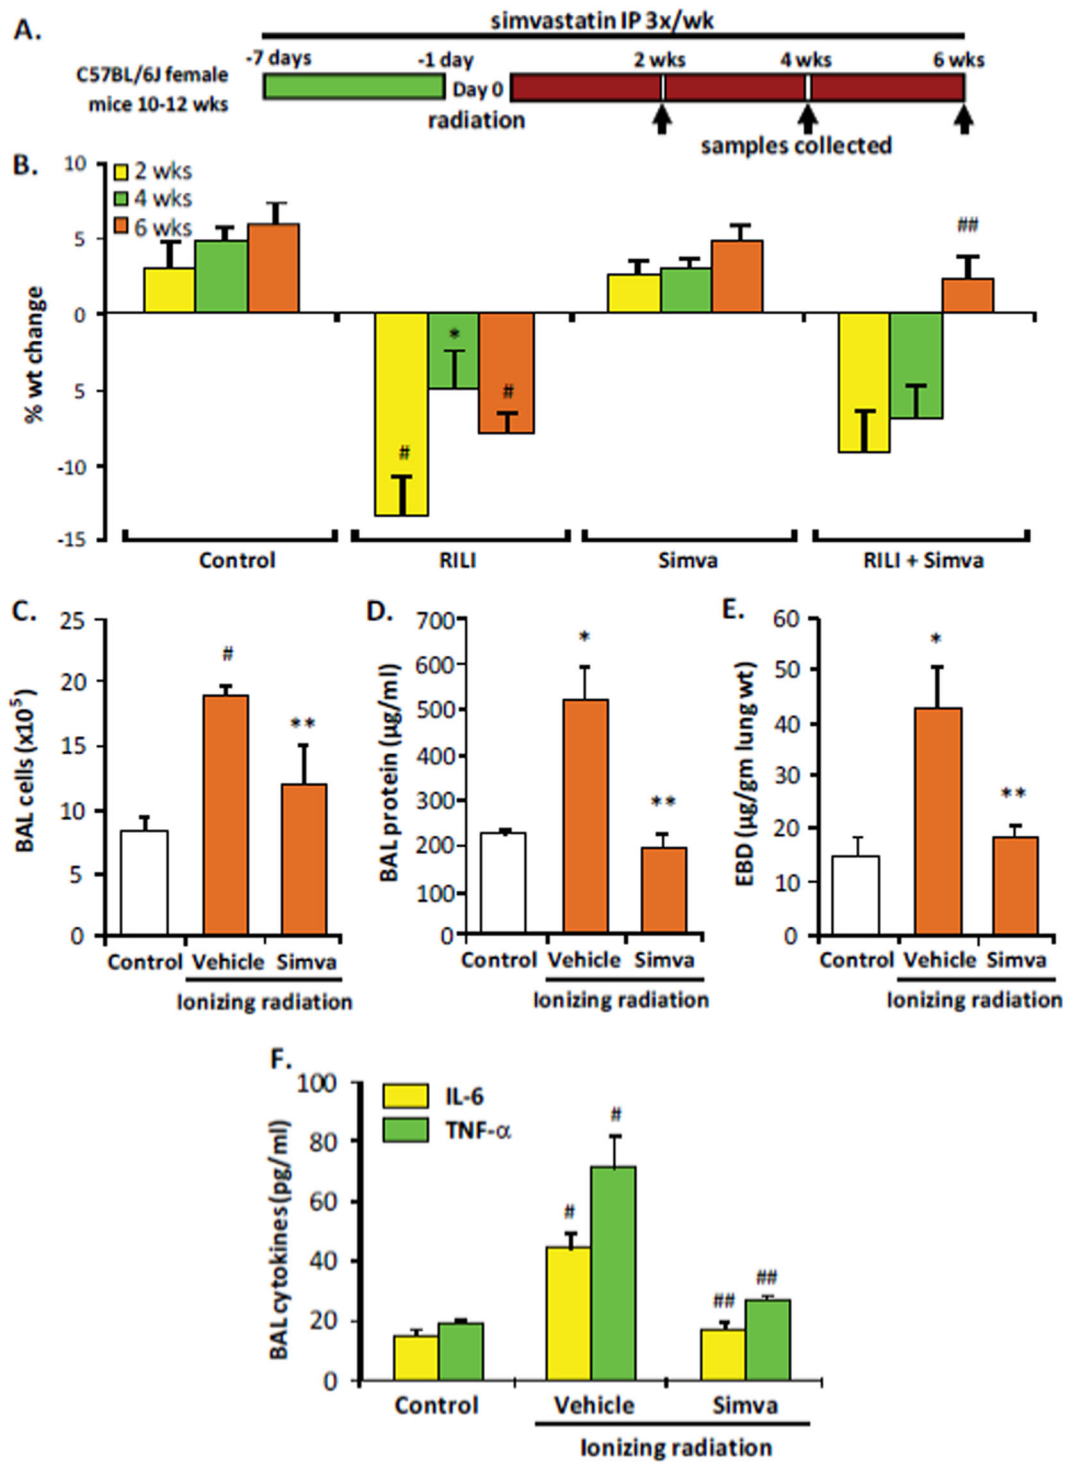 A.
simvastatin IP 3x/wk
-7 days -1 day 2 wks 4 wks 6 wks
C57BL/6J female
mice 10-12 wks
Day 0
radiation
samples collected
B.
2 wks
4 wks
6 wks
% wt change
10
5
0
5
-10
-15
#
*
#
##
Control RILI Simva RILI + Simva
C.
BAL cells (x10⁵)
25
20
15
10
5
0
#
**
Control Vehicle Simva
Ionizing radiation
D.
BAL protein (µg/ml)
700
600
500
400
300
200
100
0
*
**
Control Vehicle Simva
Ionizing radiation
E.
EBD (µg/gm lung wt)
60
50
40
30
20
10
0
*
**
Control Vehicle Simva
Ionizing radiation
F.
BAL cytokines(pg/ml)
100
80
60
40
20
0
IL-6
TNF-α
#
#
##
##
Control Vehicle Simva
Ionizing radiation